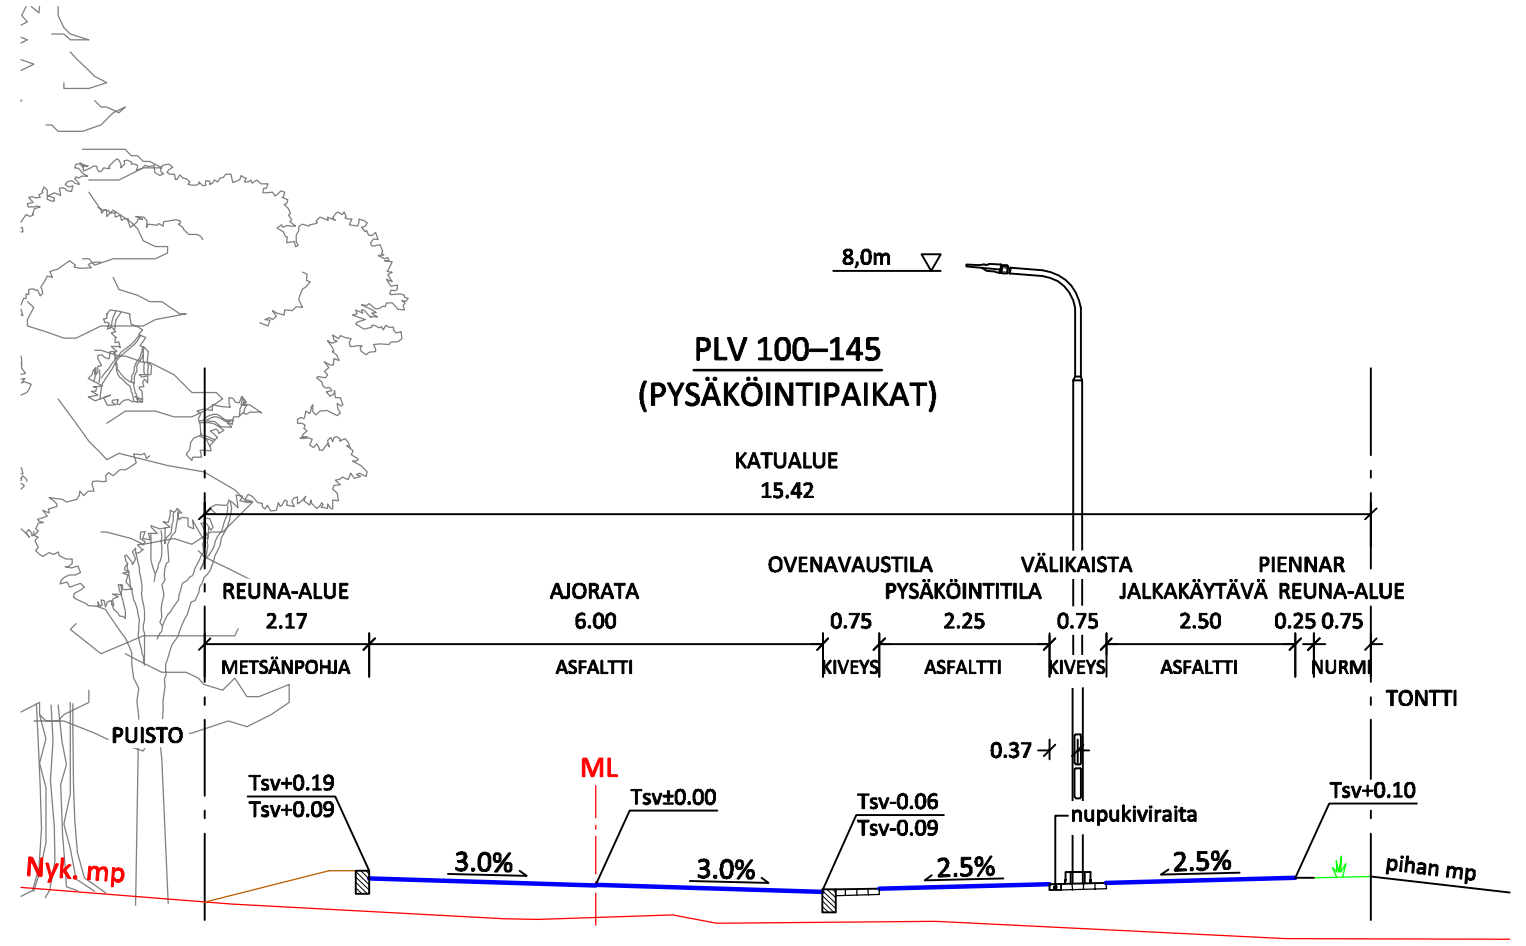 8,0m
PLV 100–145
(PYSÄKÖINTIPAIKAT)
KATUALUE
15.42
OVENAVAUSTILA VÄLIKAISTA PIENNAR
REUNA-ALUE AJORATA PYSÄKÖINTITILA JALKAKÄYTÄVÄ REUNA-ALUE
2.17 6.00 0.75 2.25 0.75 2.50 0.25 0.75
METSÄNPOHJA ASFALTTI KIVEYS ASFALTTI KIVEYS ASFALTTI NURMI
TONTTI
PUISTO
0.37
ML
Tsv+0.19
Tsv+0.09
Tsv±0.00
Tsv-0.06
Tsv-0.09
Tsv+0.10
nupukiviraita
Nyk. mp
3.0% 3.0% 2.5% 2.5%
pihan mp